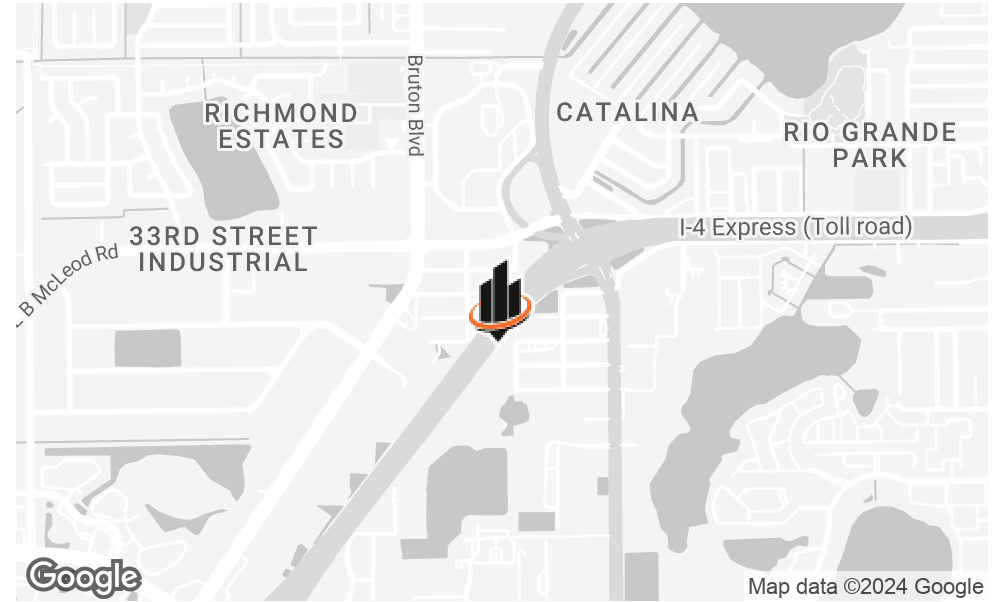 Bruton Blvd
RICHMOND
ESTATES
CATALINA
RIO GRANDE
PARK
I-4 Express (Toll road)
33RD STREET
INDUSTRIAL
L B McLeod Rd
Google
Map data ©2024 Google